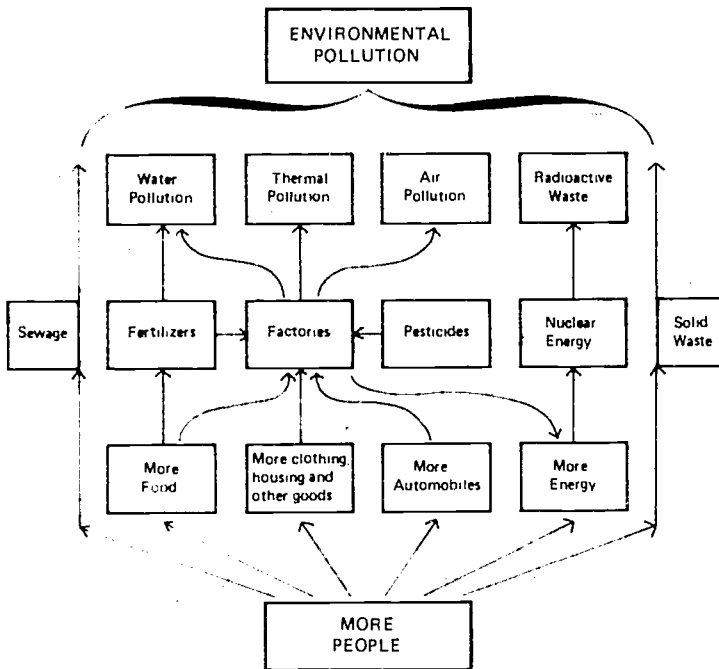 ENVIRONMENTAL
POLLUTION
Water
Pollution
Thermal
Pollution
Air
Pollution
Radioactive
Waste
Sewage
Fertilizers
Factories
Pesticides
Nuclear
Energy
Solid
Waste
More
Food
More clothing,
housing and
other goods
More
Automobiles
More
Energy
MORE
PEOPLE